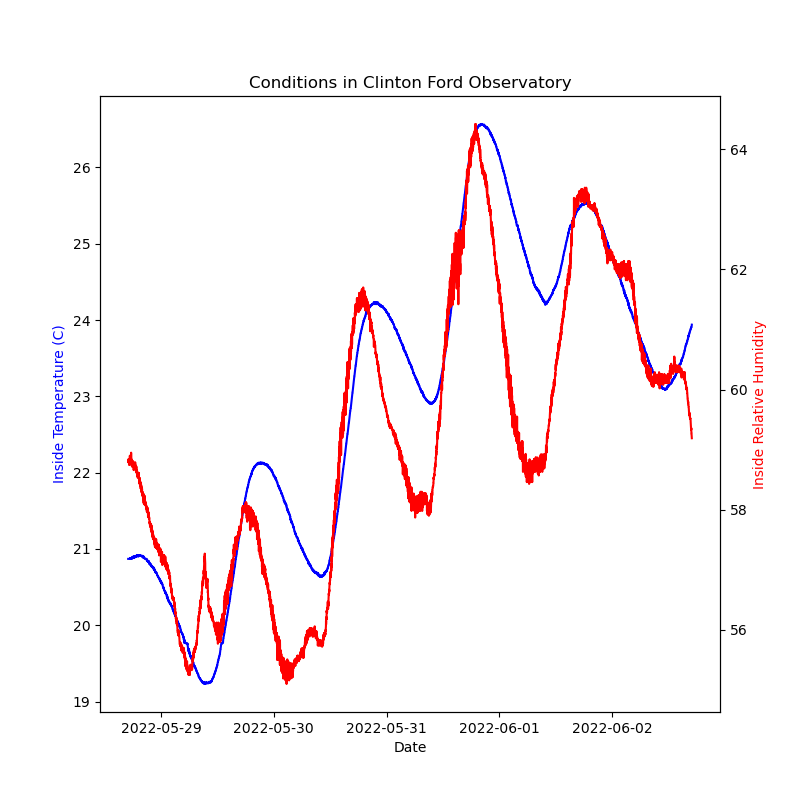 Conditions in Clinton Ford Observatory
Inside Temperature (C)
26
25
24
23
22
21
20
19
64
62
60
58
56
Inside Relative Humidity
2022-05-29 2022-05-30 2022-05-31 2022-06-01 2022-06-02
Date